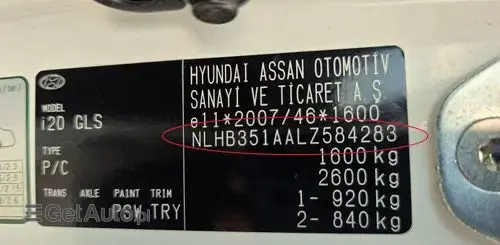 HYUNDAI ASSAN OTOMOTİV
SANAYİ VE TİCARET A Ş
e11*2007/46*1600
NLHB351AALZ584283
1600 kg
2600 kg
1- 920 kg
2- 840 kg
MODEL
i20 GLS
TYPE
P/C
TRANS AXLE PAINT TRIM
PSW TRY
GetAuto.pl